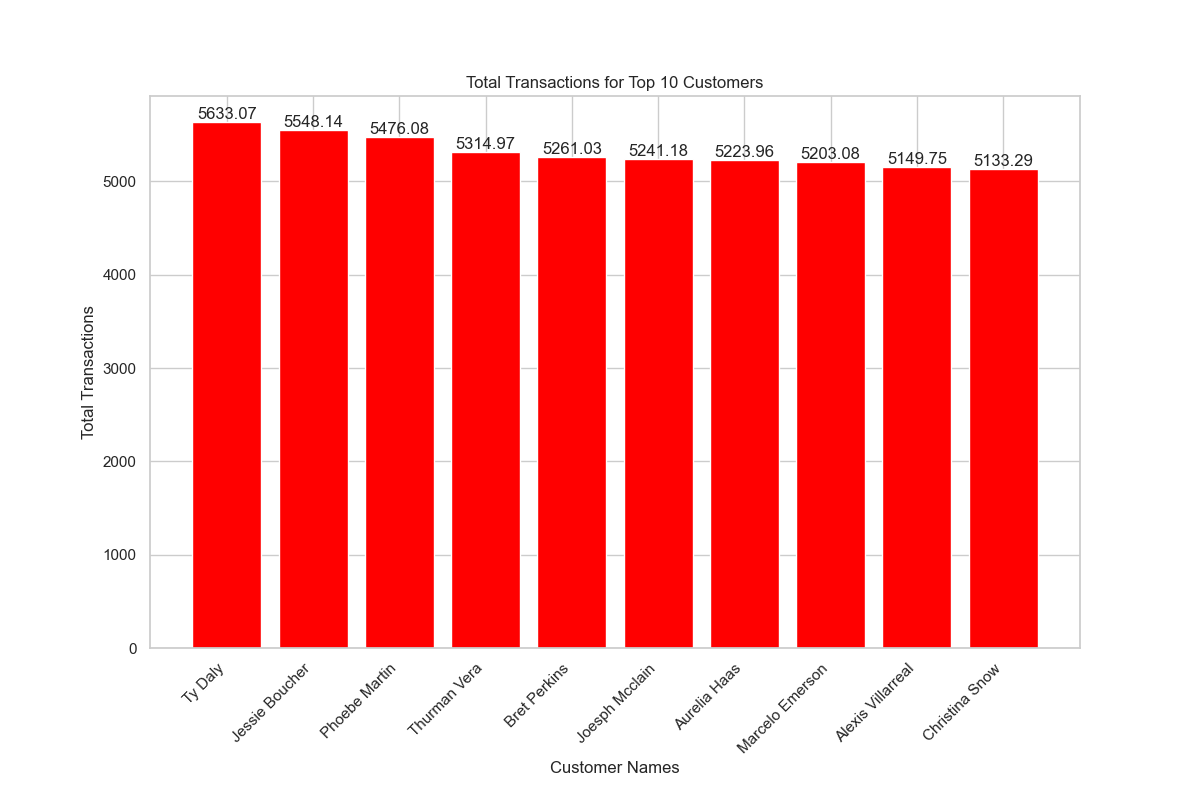 Total Transactions for Top 10 Customers
5633.07
5548.14
5476.08
5314.97
5261.03
5241.18
5223.96
5203.08
5149.75
5133.29
5000
4000
3000
2000
1000
0
Total Transactions
Ty Daly
Jessie Boucher
Phoebe Martin
Thurman Vera
Bret Perkins
Joesph Mcclain
Aurelia Haas
Marcelo Emerson
Alexis Villarreal
Christina Snow
Customer Names